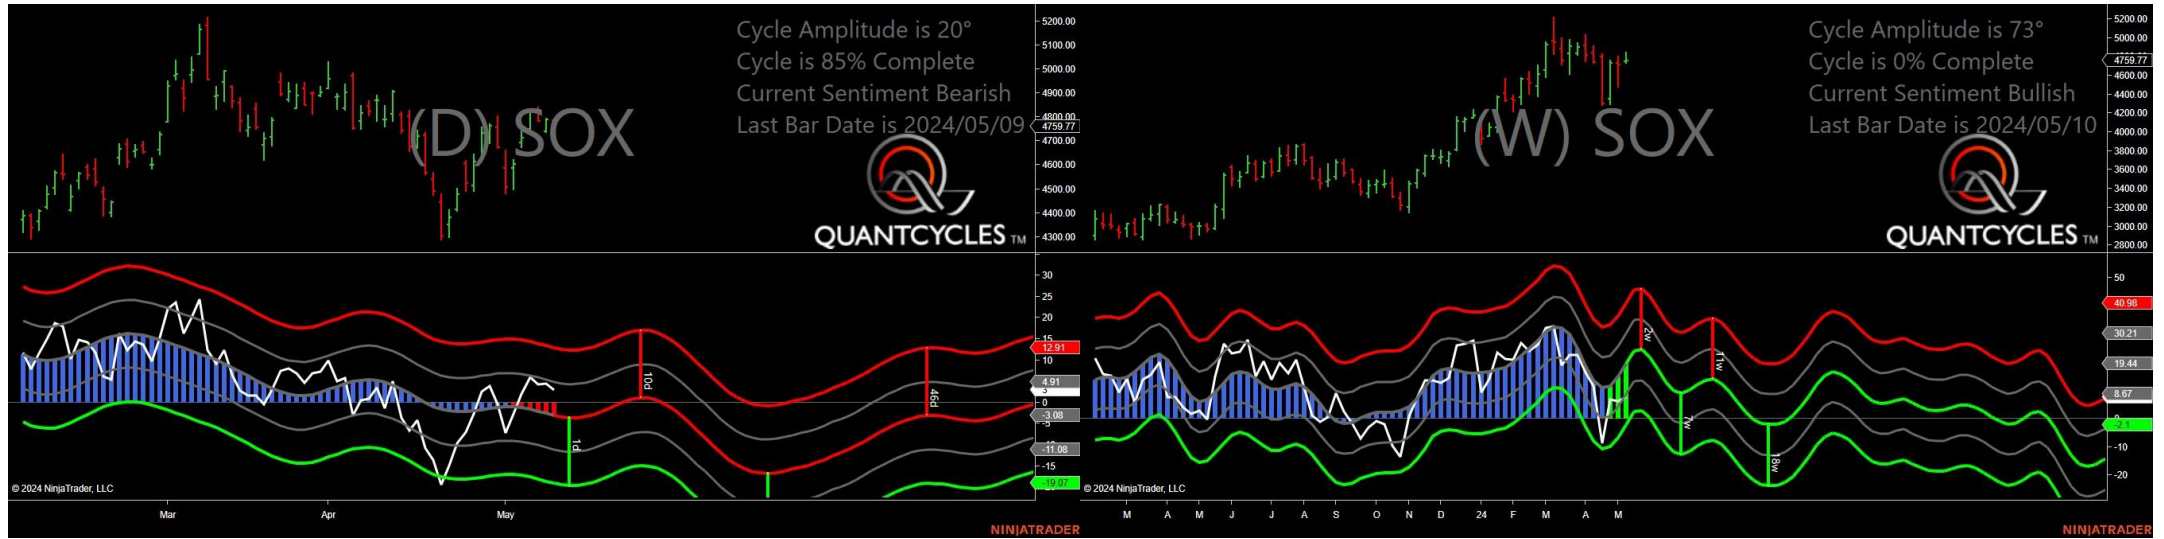 Cycle Amplitude is 20°
Cycle is 85% Complete
Current Sentiment Bearish
Last Bar Date is 2024/05/09
(D) SOX
QUANTCYCLES TM
5200.00
5100.00
5000.00
4900.00
4800.00
4759.77
4700.00
4600.00
4500.00
4400.00
4300.00
30
25
20
15
12.91
10
4.91
0
-3.08
-5
-11.08
-15
-19.07
10d
46d
1d
© 2024 NinjaTrader, LLC
Mar
Apr
May
NINJATRADER
Cycle Amplitude is 73°
Cycle is 0% Complete
Current Sentiment Bullish
Last Bar Date is 2024/05/10
(W) SOX
QUANTCYCLES TM
5200.00
5000.00
4759.77
4600.00
4400.00
4200.00
4000.00
3800.00
3600.00
3400.00
3200.00
3000.00
2800.00
50
40.98
30.21
19.44
8.67
0
-2.1
-10
-20
2w
11w
7w
18w
© 2024 NinjaTrader, LLC
M A M J J A S O N D 24 F M A M
NINJATRADER